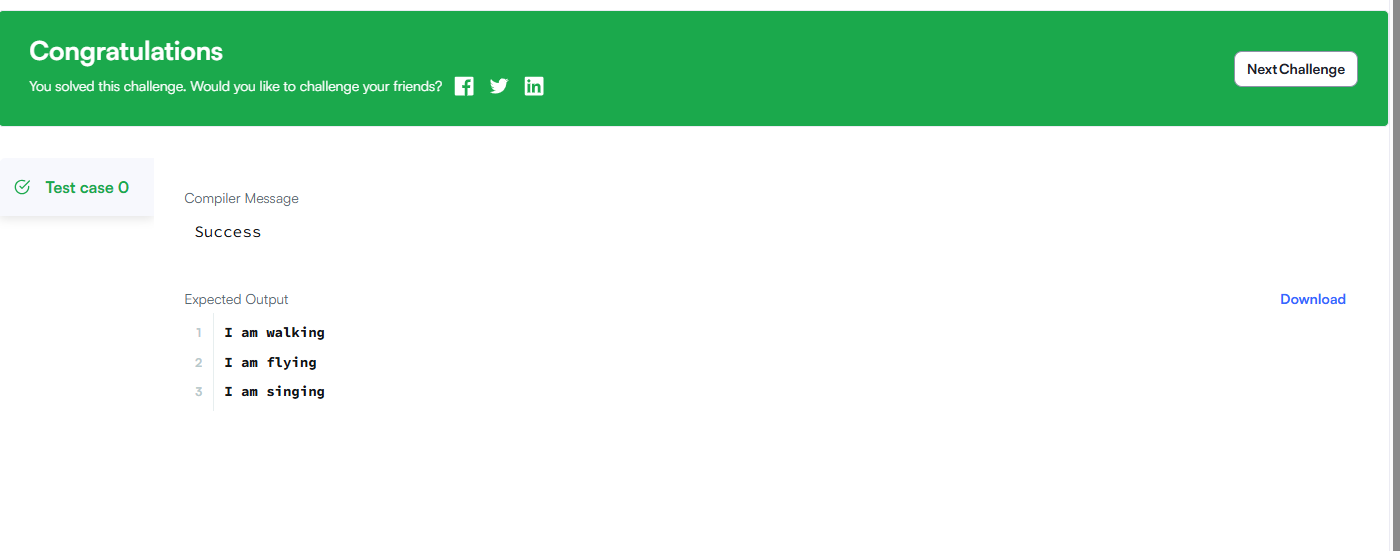 Congratulations
You solved this challenge. Would you like to challenge your friends?
Next Challenge
Test case 0
Compiler Message
Success
Expected Output
Download
1 I am walking
2 I am flying
3 I am singing